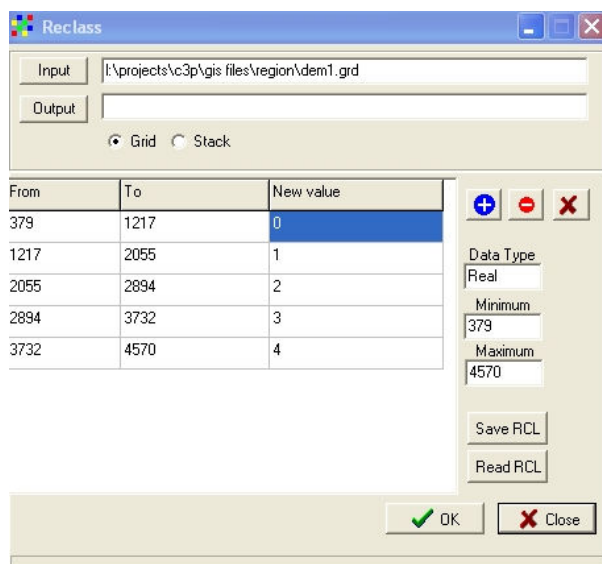 Reclass
Input I:\projects\c3p\gis files\region\dem1.grd
Output
Grid Stack
From To New value
379 1217 0
1217 2055 1
2055 2894 2
2894 3732 3
3732 4570 4
Data Type
Real
Minimum
379
Maximum
4570
Save RCL
Read RCL
OK Close